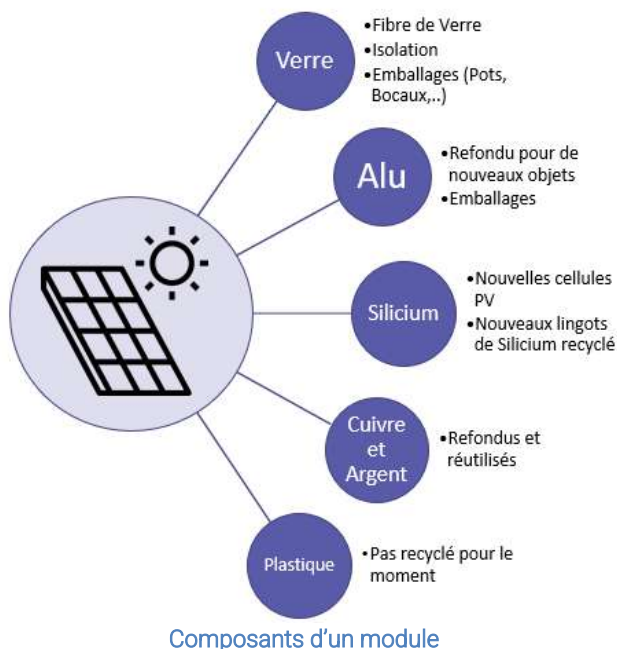 Verre
•Fibre de Verre
•Isolation
•Emballages (Pots,
Bocaux,..)
Alu
•Refondu pour de
nouveaux objets
•Emballages
Silicium
•Nouvelles cellules
PV
•Nouveaux lingots
de Silicium recyclé
Cuivre
et
Argent
•Refondus et
réutilisés
Plastique
•Pas recyclé pour le
moment
Composants d'un module